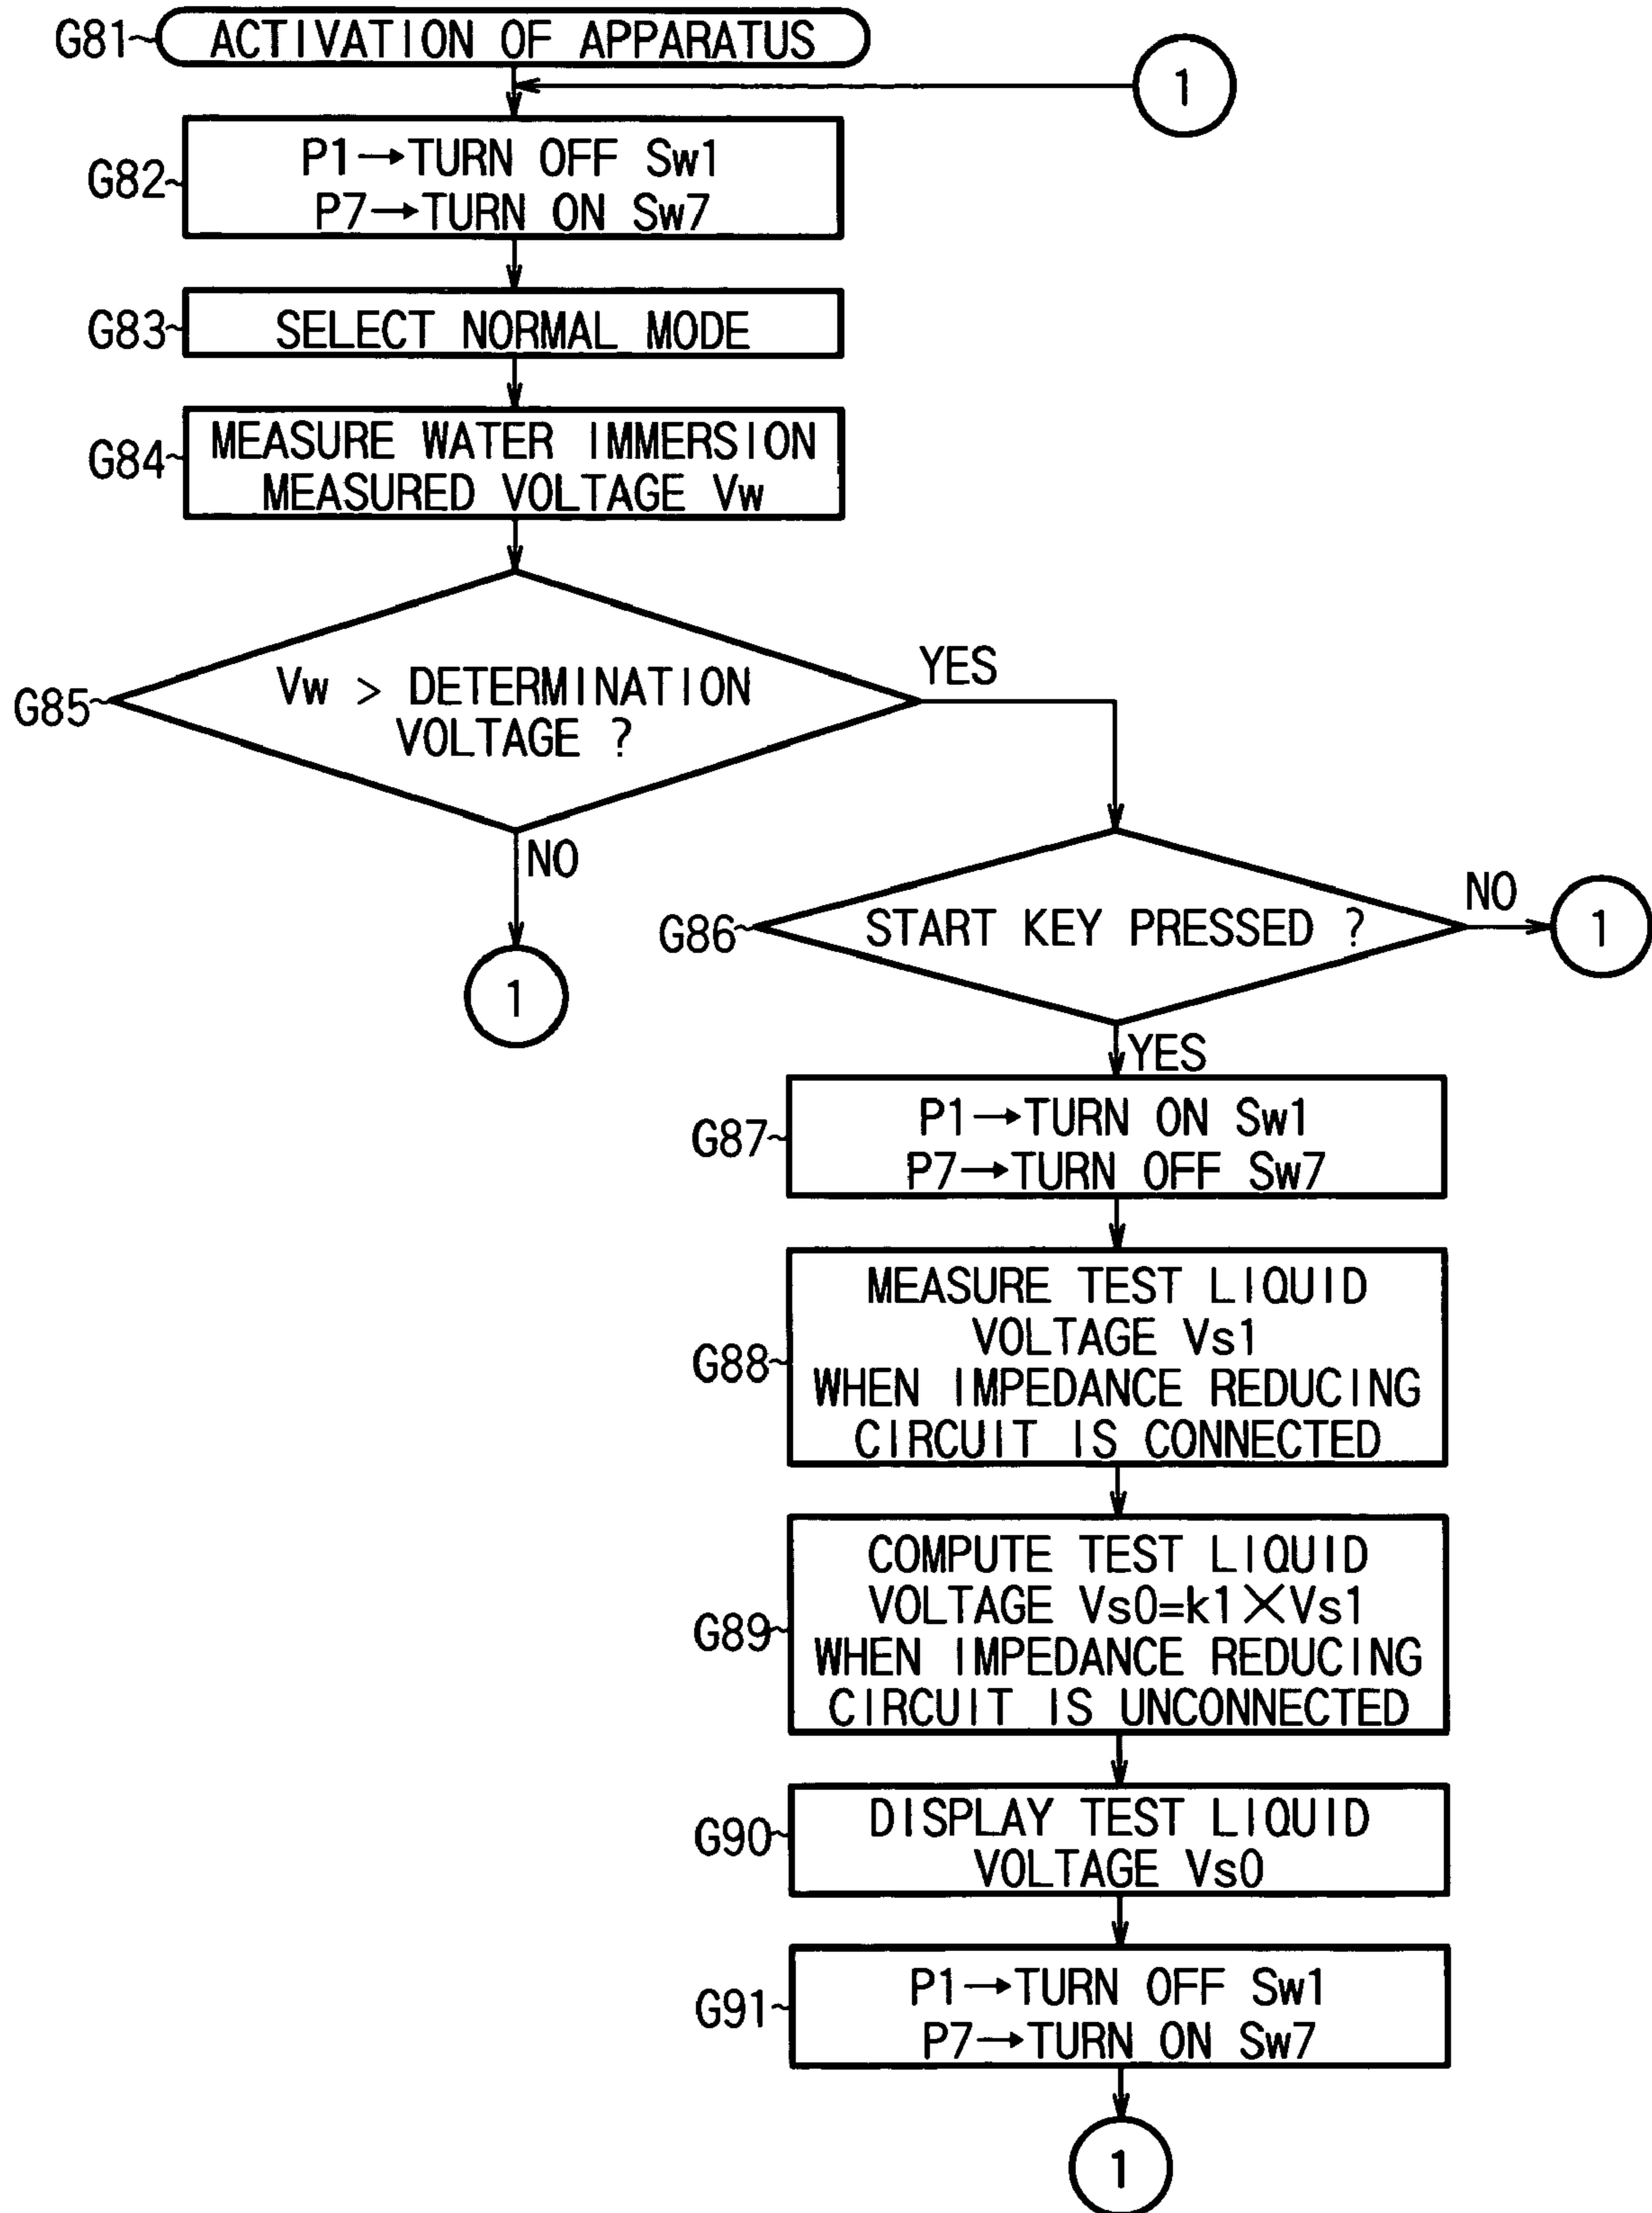 G81 ACTIVATION OF APPARATUS
1
G82
P1→TURN OFF Sw1
P7→TURN ON Sw7
G83 SELECT NORMAL MODE
G84
MEASURE WATER IMMERSION
MEASURED VOLTAGE Vw
G85
Vw > DETERMINATION
VOLTAGE ?
YES
NO
1
G86 START KEY PRESSED ?
NO
1
YES
G87
P1→TURN ON Sw1
P7→TURN OFF Sw7
G88
MEASURE TEST LIQUID
VOLTAGE Vs1
WHEN IMPEDANCE REDUCING
CIRCUIT IS CONNECTED
G89
COMPUTE TEST LIQUID
VOLTAGE Vs0=k1×Vs1
WHEN IMPEDANCE REDUCING
CIRCUIT IS UNCONNECTED
G90
DISPLAY TEST LIQUID
VOLTAGE Vs0
G91
P1→TURN OFF Sw1
P7→TURN ON Sw7
1